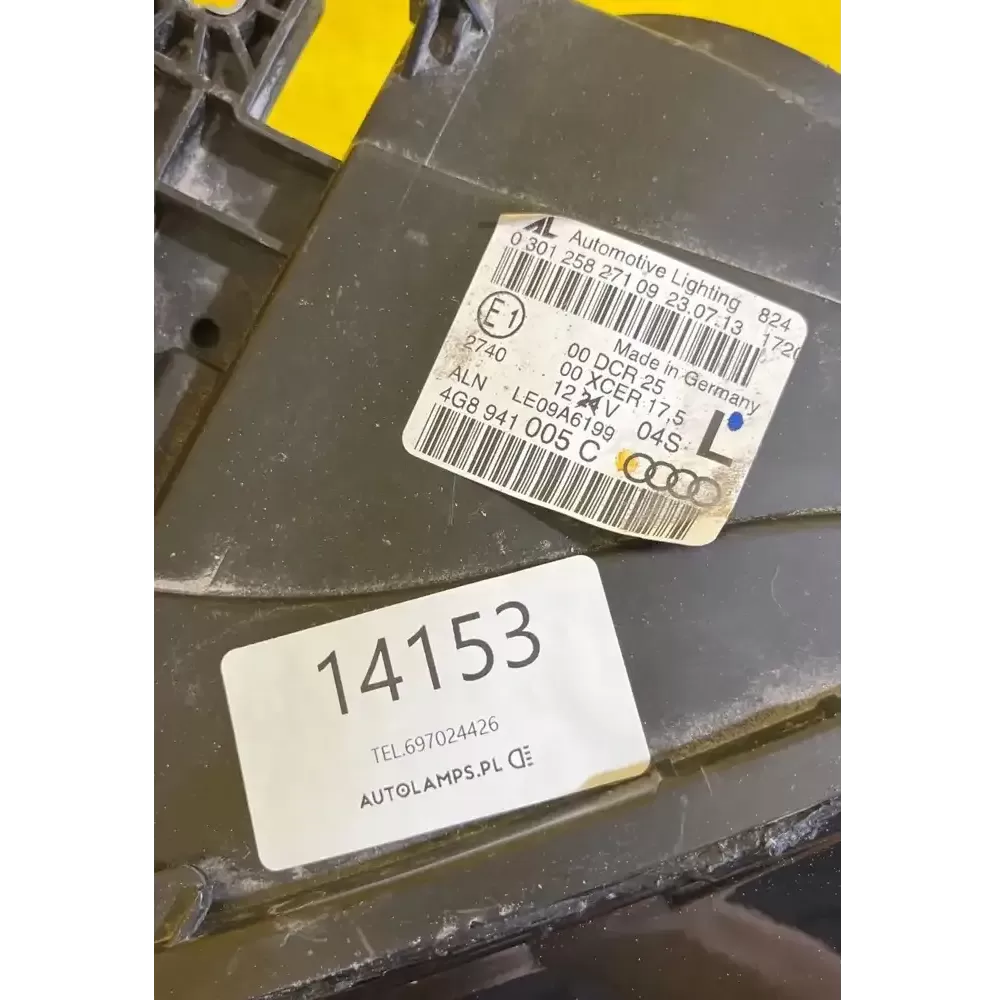 AL Automotive Lighting 824
0 301 258 271 09 23.07.13 172
Made in Germany
E1
2740
00 DCR 25
00 XCER 17,5
12 V
ALN LE09A6199 04S L
4G8 941 005 C
14153
TEL.697024426
AUTOLAMPS.PL